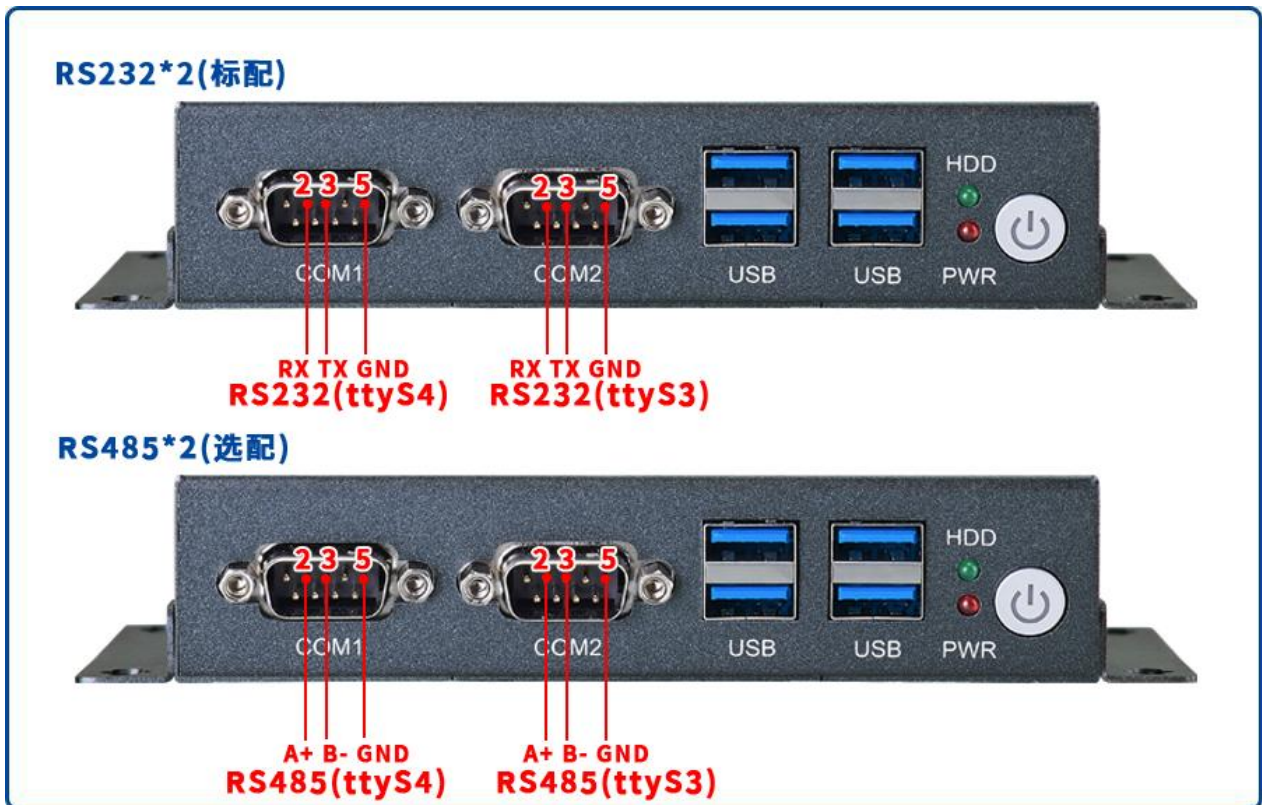 RS232*2(标配)
2 3 5
2 3 5
HDD
COM1
COM2
USB
USB
PWR
RX TX GND
RX TX GND
RS232(ttyS4)
RS232(ttyS3)
RS485*2(选配)
2 3 5
2 3 5
HDD
COM1
COM2
USB
USB
PWR
A+ B- GND
A+ B- GND
RS485(ttyS4)
RS485(ttyS3)